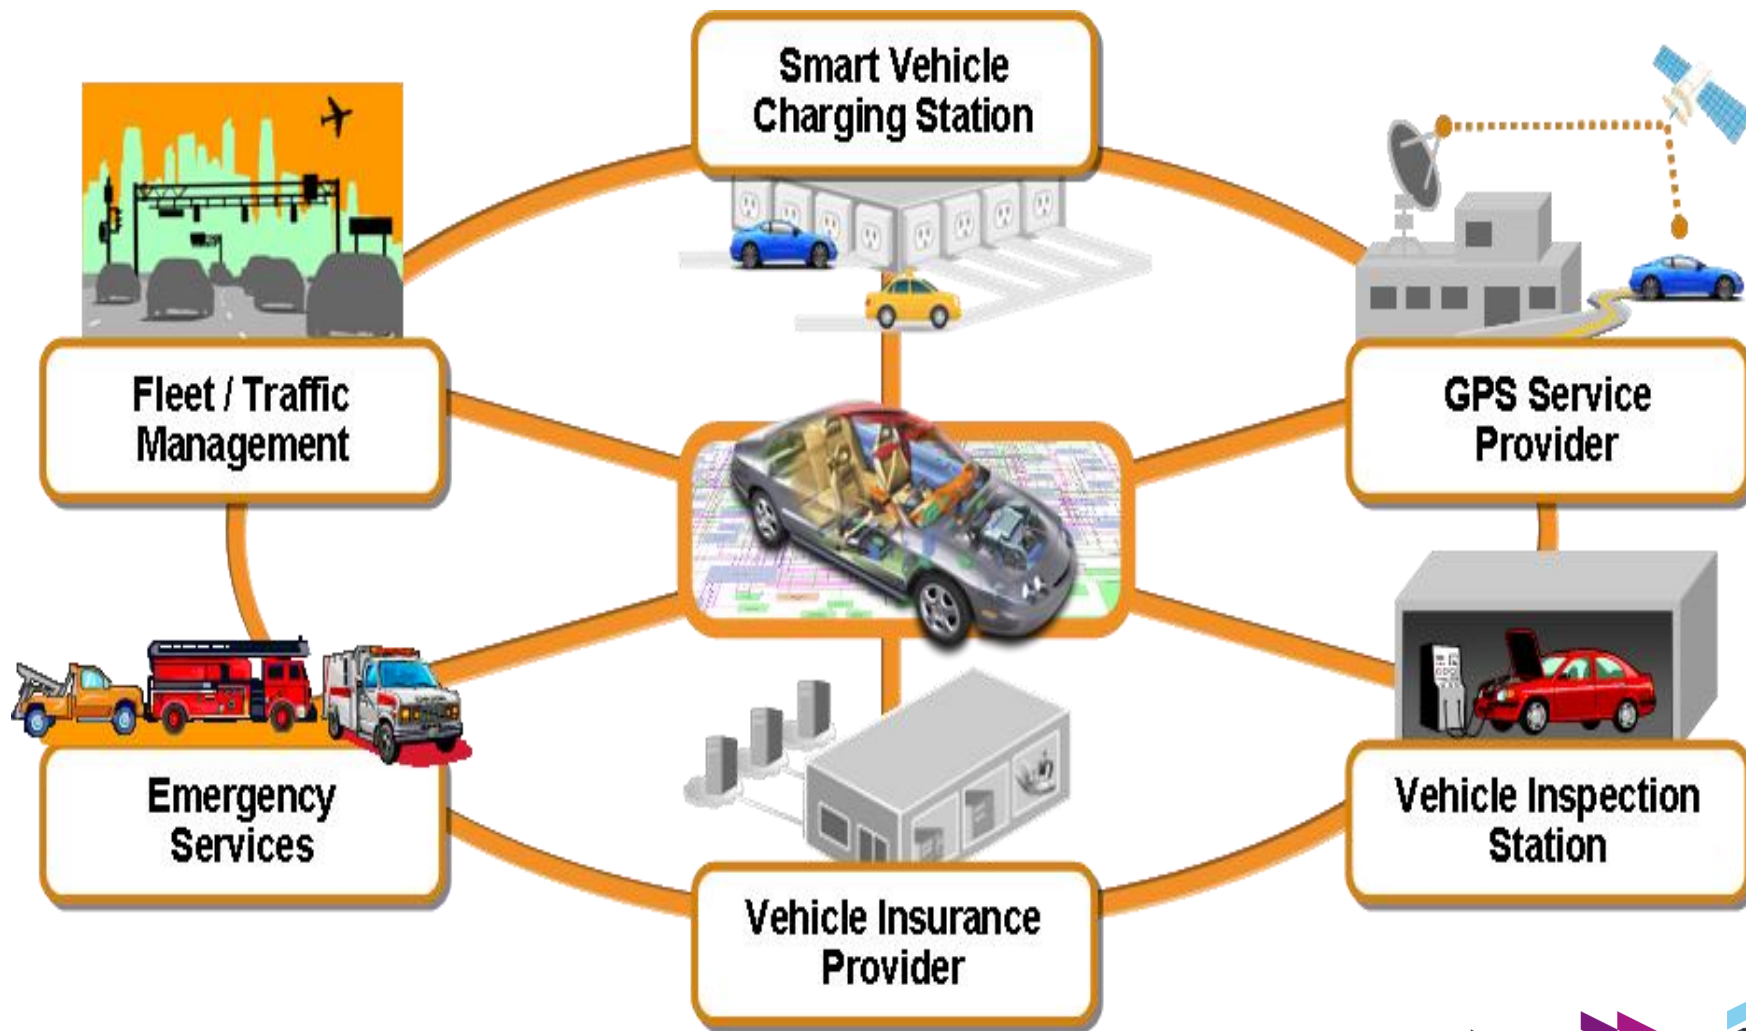 Smart Vehicle
Charging Station
Fleet / Traffic
Management
GPS Service
Provider
Emergency
Services
Vehicle Inspection
Station
Vehicle Insurance
Provider